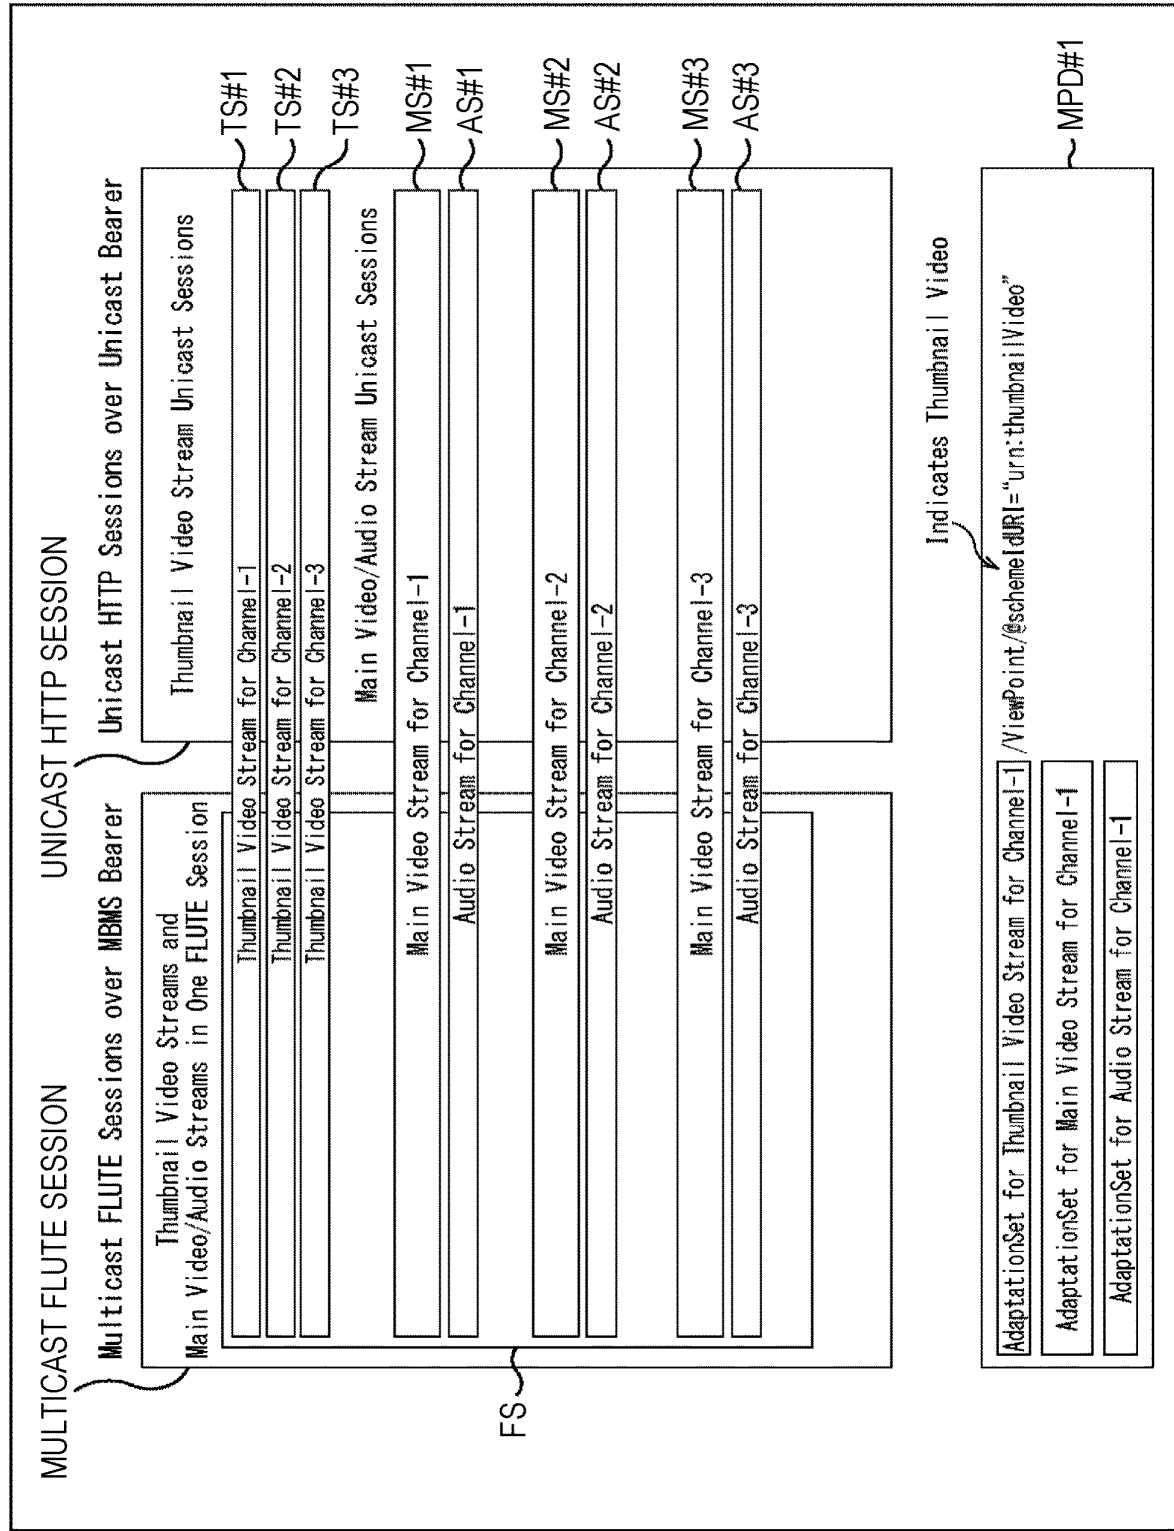 MULTICAST FLUTE SESSION
UNICAST HTTP SESSION
Multicast FLUTE Sessions over MBMS Bearer
Unicast HTTP Sessions over Unicast Bearer
Thumbnail Video Streams and
Main Video/Audio Streams in One FLUTE Session
Thumbnail Video Stream Unicast Sessions
Thumbnail Video Stream for Channel-1
TS#1
Thumbnail Video Stream for Channel-2
TS#2
Thumbnail Video Stream for Channel-3
TS#3
Main Video/Audio Stream Unicast Sessions
Main Video Stream for Channel-1
MS#1
Audio Stream for Channel-1
AS#1
FS
Main Video Stream for Channel-2
MS#2
Audio Stream for Channel-2
AS#2
Main Video Stream for Channel-3
MS#3
Audio Stream for Channel-3
AS#3
Indicates Thumbnail Video
AdaptationSet for Thumbnail Video Stream for Channel-1 /ViewPoint/@schemeIdURI="urn:thumbnailVideo"
AdaptationSet for Main Video Stream for Channel-1
AdaptationSet for Audio Stream for Channel-1
MPD#1